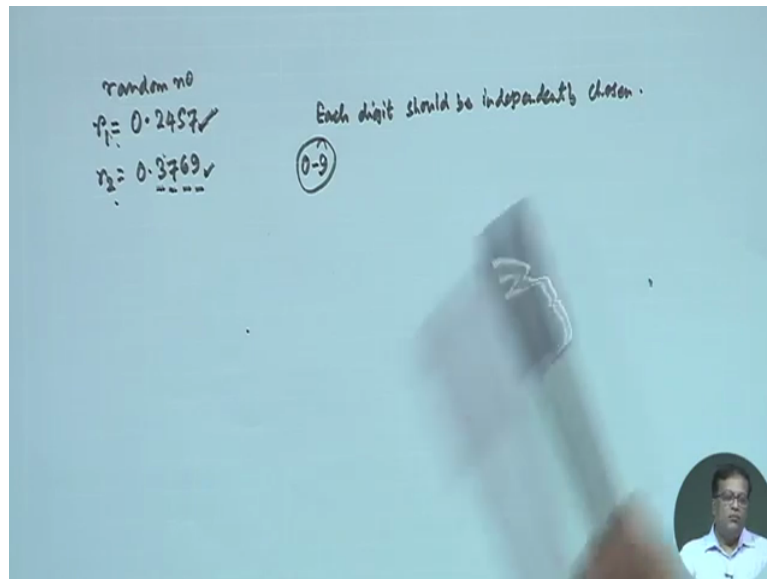 random no
r₁ = 0.2457✓
r₂ = 0.3769✓
Each digit should be independently chosen.
0-9